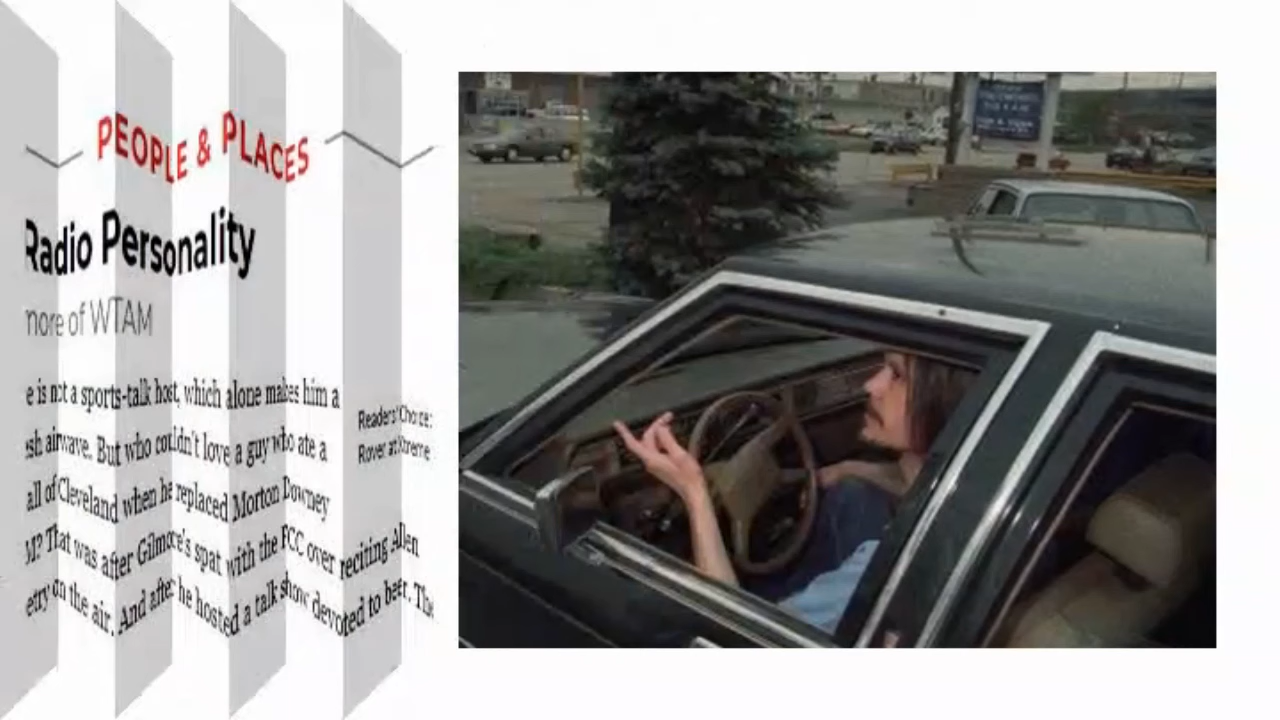 PEOPLE & PLACES
Radio Personality
more of WTAM
e is not a sports-talk host, which alone makes him a
esh airwave. But who couldn't love a guy who ate a
all of Cleveland when he replaced Morton Downey
M? That was after Gilmore's spat with the FCC over reciting Allen
etry on the air. And after he hosted a talk show devoted to beer. The
Readers' Choice:
Rover at Xtreme